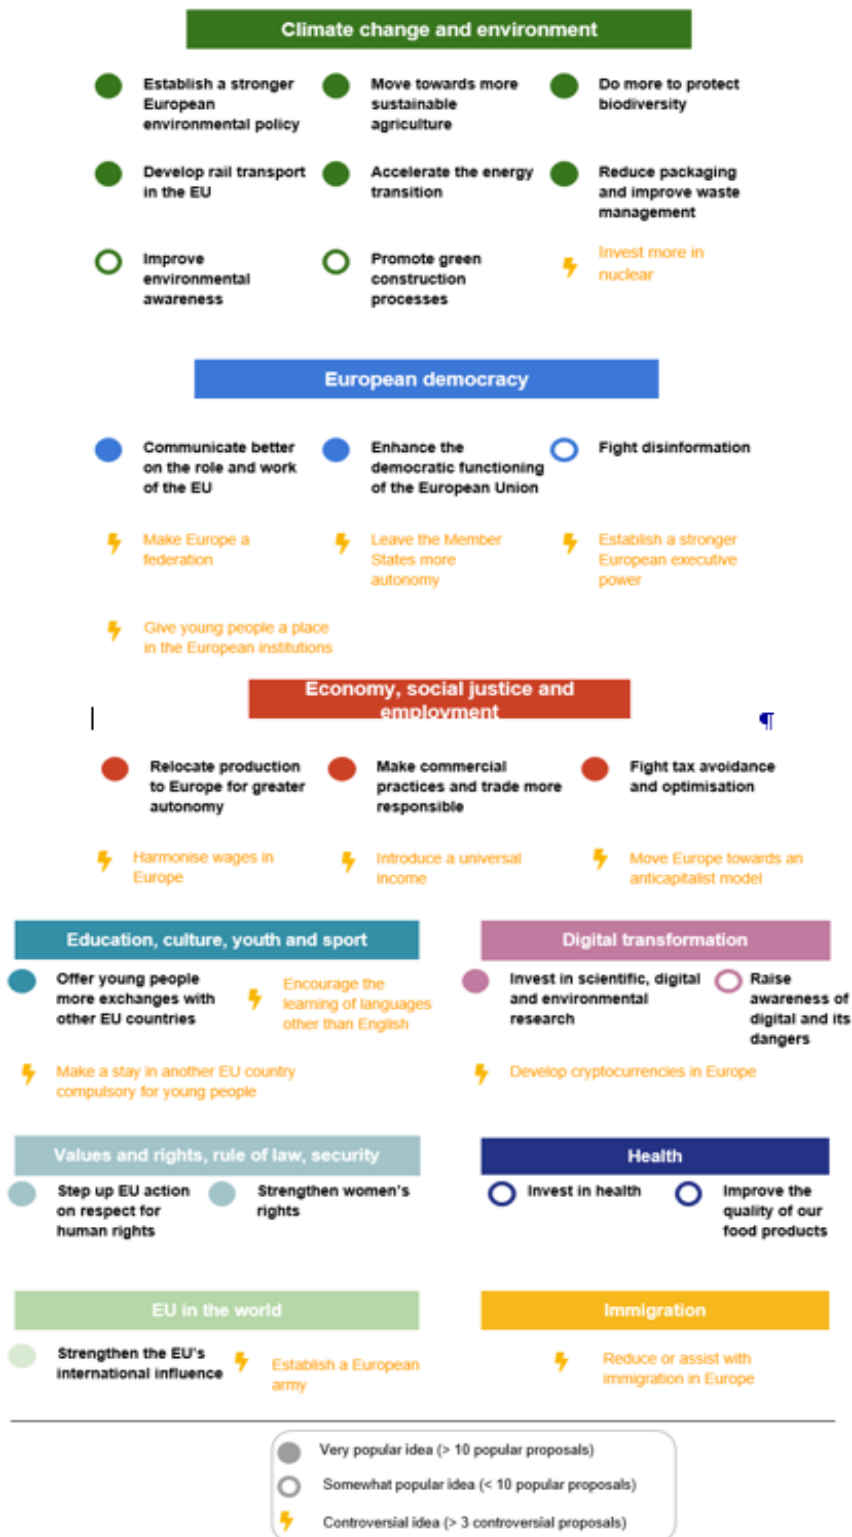 Climate change and environment
Establish a stronger
European
environmental policy
Move towards more
sustainable
agriculture
Do more to protect
biodiversity
Develop rail transport
in the EU
Accelerate the energy
transition
Reduce packaging
and improve waste
management
Improve
environmental
awareness
Promote green
construction
processes
Invest more in
nuclear
European democracy
Communicate better
on the role and work
of the EU
Enhance the
democratic functioning
of the European Union
Fight disinformation
Make Europe a
federation
Leave the Member
States more
autonomy
Establish a stronger
European executive
power
Give young people a place
in the European institutions
Economy, social justice and
employment
¶
Relocate production
to Europe for greater
autonomy
Make commercial
practices and trade more
responsible
Fight tax avoidance
and optimisation
Harmonise wages in
Europe
Introduce a universal
income
Move Europe towards an
anticapitalist model
Education, culture, youth and sport
Offer young people
more exchanges with
other EU countries
Encourage the
learning of languages
other than English
Make a stay in another EU country
compulsory for young people
Digital transformation
Invest in scientific, digital
and environmental
research
Raise
awareness of
digital and its
dangers
Develop cryptocurrencies in Europe
Values and rights, rule of law, security
Step up EU action
on respect for
human rights
Strengthen women's
rights
Health
Invest in health
Improve the
quality of our
food products
EU in the world
Strengthen the EU's
international influence
Establish a European
army
Immigration
Reduce or assist with
immigration in Europe
Very popular idea (> 10 popular proposals)
Somewhat popular idea (< 10 popular proposals)
Controversial idea (> 3 controversial proposals)